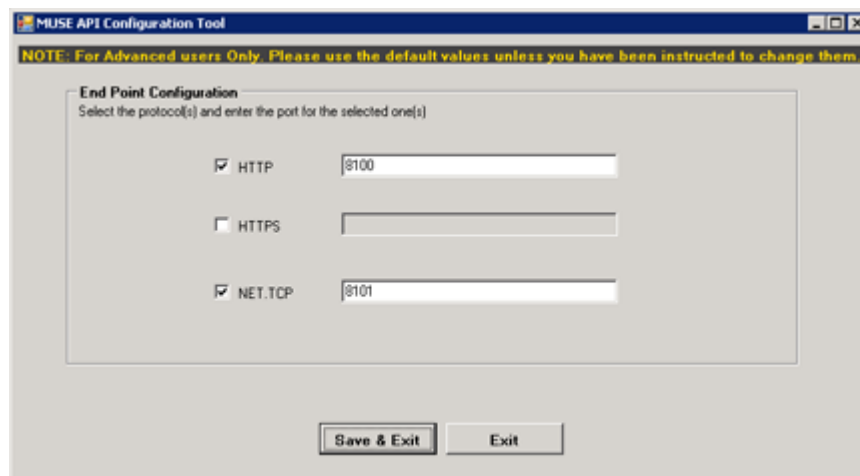 MUSE API Configuration Tool
NOTE: For Advanced users Only. Please use the default values unless you have been instructed to change them.
End Point Configuration
Select the protocol(s) and enter the port for the selected one(s)
HTTP 8100
HTTPS
NET.TCP 8101
Save & Exit Exit